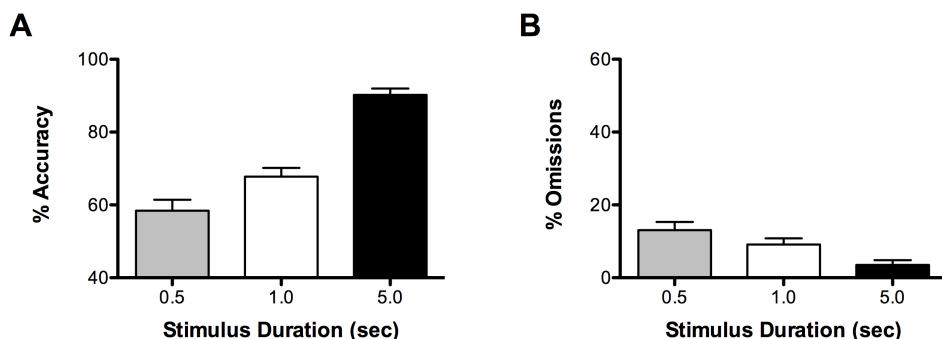 A
% Accuracy
100
80
60
40
0.5 1.0 5.0
Stimulus Duration (sec)
B
% Omissions
60
40
20
0
0.5 1.0 5.0
Stimulus Duration (sec)